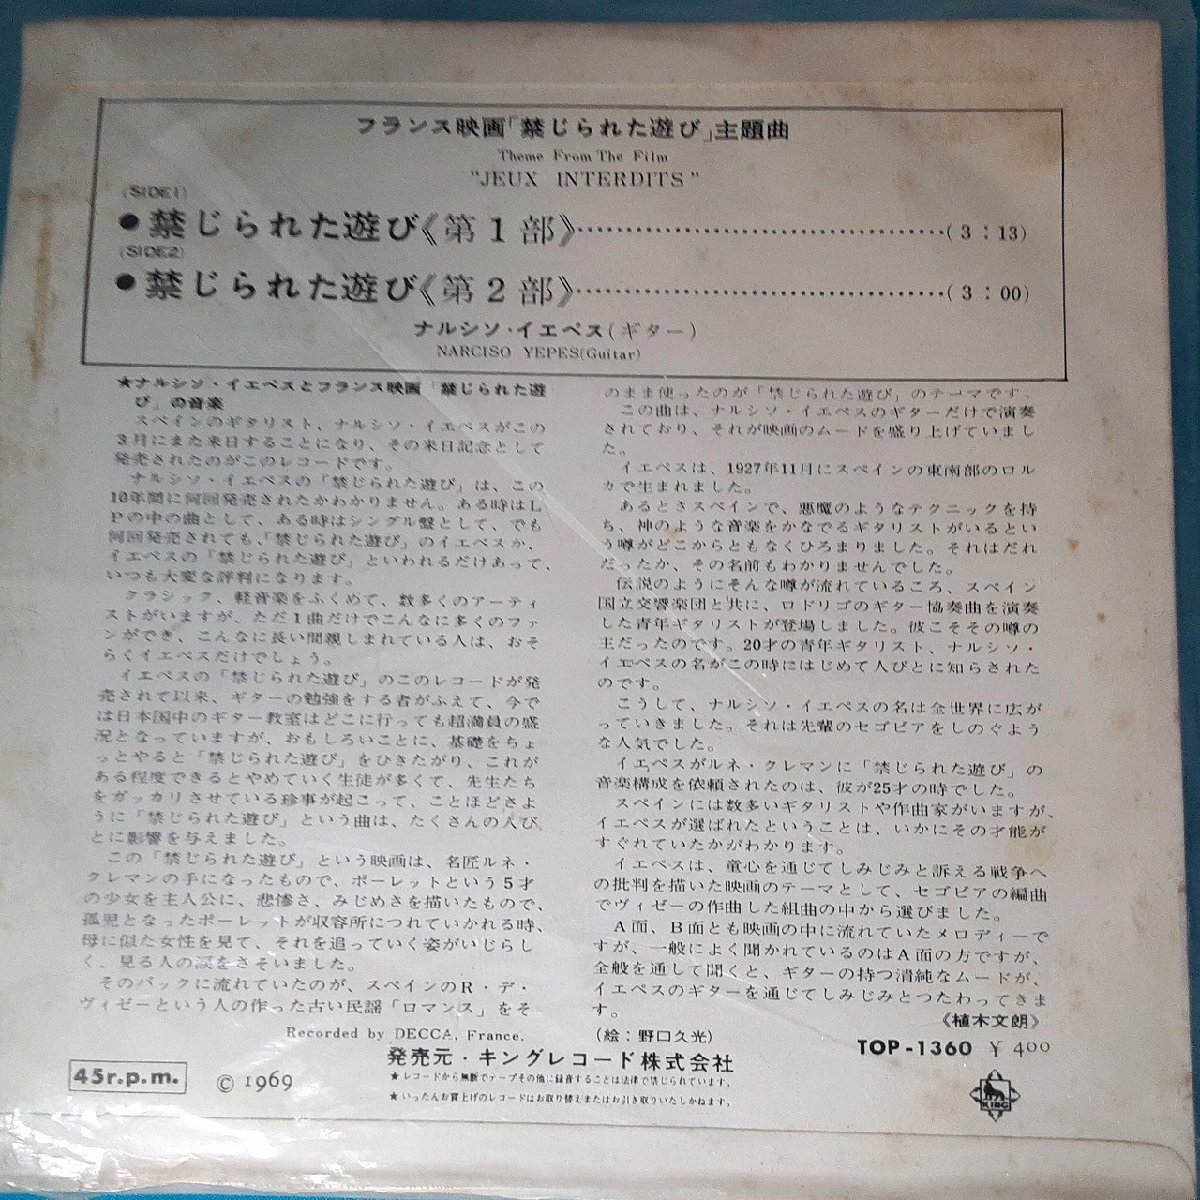 フランス映画「禁じられた遊び」主題曲
Theme From The Film
"JEUX INTERDITS"
(SIDE1)
●禁じられた遊び《第1部》……………………………(3:13)
(SIDE2)
●禁じられた遊び《第2部》……………………………(3:00)
ナルシソ・イエペス(ギター)
NARCISO YEPES(Guitar)
★ナルシソ・イエペスとフランス映画「禁じられた遊
び」の音楽
スペインのギタリスト、ナルシソ・イエペスがこの
3月にまた来日することになり、その来日記念として
発売されたのがこのレコードです。
ナルシソ・イエペスの「禁じられた遊び」は、この
10年間に何回発売されたかわかりません。ある時はL
Pの中の曲として、ある時はシングル盤として、でも
何回発売されても、「禁じられた遊び」のイエペスか、
イエペスの「禁じられた遊び」といわれるだけあって、
いつも大変な評判になります。
クラシック、軽音楽をふくめて、数多くのアーティ
ストがいますが、ただ1曲だけでこんなに多くのファ
ンができ、こんなに長い間親しまれている人は、おそ
らくイエペスだけでしょう。
イエペスの「禁じられた遊び」のこのレコードが発
売されて以来、ギターの勉強をする者がふえて、今で
は日本国中のギター教室はどこに行っても超満員の盛
況となっていますが、おもしろいことに、基礎をちょ
っとやると「禁じられた遊び」をひきたがり、これが
ある程度できるとやめていく生徒が多くて、先生たち
をガッカリさせている珍事が起こって、ことほどさよ
うに「禁じられた遊び」という曲は、たくさんの人び
とに影響を与えました。
この「禁じられた遊び」という映画は、名匠ルネ・
クレマンの手になったもので、ポーレットという5才
の少女を主人公に、悲惨さ、みじめさを描いたもので、
孤児となったポーレットが収容所につれていかれる時、
母に似た女性を見て、それを追っていく姿がいじらし
く、見る人の涙をさそいました。
そのバックに流れていたのが、スペインのR・デ・
ヴィゼーという人の作った古い民謡「ロマンス」をそ
のまま使ったのが「禁じられた遊び」のテーマです。
この曲は、ナルシソ・イエペスのギターだけで演奏
されており、それが映画のムードを盛り上げていまし
た。
イエペスは、1927年11月にスペインの東南部のロル
カで生まれました。
あるときスペインで、悪魔のようなテクニックを持
ち、神のような音楽をかなでるギタリストがいるとい
う噂がどこからともなくひろまりました。それはだれ
だったか、その名前もわかりませんでした。
伝説のようにそんな噂が流れているころ、スペイン
国立交響楽団と共に、ロドリゴのギター協奏曲を演奏
した青年ギタリストが登場しました。彼こそその噂の
主だったのです。20才の青年ギタリスト、ナルシソ・
イエペスの名がこの時にはじめて人びとに知らされた
のです。
こうして、ナルシソ・イエペスの名は全世界に広が
っていきました。それは先輩のセゴビアをしのぐよう
な人気でした。
イエペスがルネ・クレマンに「禁じられた遊び」の
音楽構成を依頼されたのは、彼が25才の時でした。
スペインには数多いギタリストや作曲家がいますが、
イエペスが選ばれたということは、いかにその才能が
すぐれていたかがわかります。
イエペスは、童心を通じてしみじみと訴える戦争へ
の批判を描いた映画のテーマとして、セゴビアの編曲
でヴィゼーの作曲した組曲の中から選びました。
A面、B面とも映画の中に流れていたメロディーで
すが、一般によく聞かれているのはA面の方ですが、
全般を通して聞くと、ギターの持つ清純なムードが、
イエペスのギターを通じてしみじみとつたわってきま
す。
《植木文朗》
Recorded by DECCA, France.
(絵：野口久光)
TOP-1360 ¥400
発売元・キングレコード株式会社
45r.p.m.
© 1969
★レコードから無断でテープその他に録音することは法律で禁じられています。
★いったんお買上げのレコードはお取り替えまたはお引き取りいたしかねます。
KING